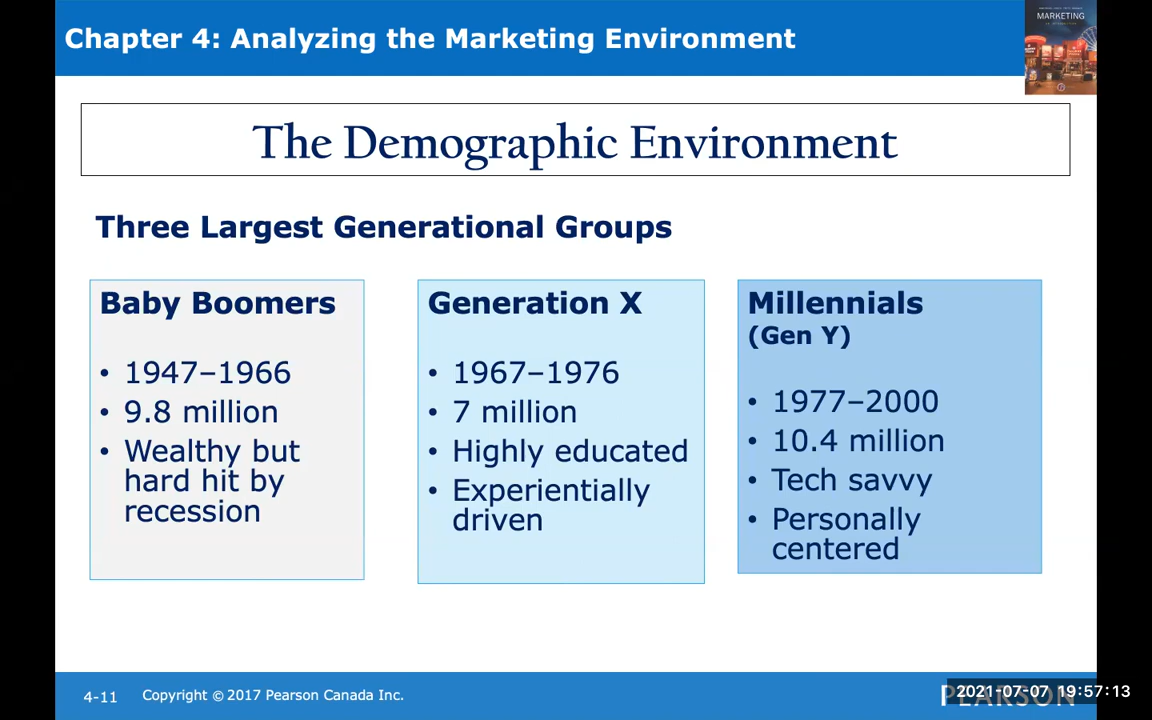 Chapter 4: Analyzing the Marketing Environment
MARKETING
The Demographic Environment
Three Largest Generational Groups
Baby Boomers
• 1947–1966
• 9.8 million
• Wealthy but
hard hit by
recession
Generation X
• 1967–1976
• 7 million
• Highly educated
• Experientially
driven
Millennials
(Gen Y)
• 1977–2000
• 10.4 million
• Tech savvy
• Personally
centered
4-11
Copyright © 2017 Pearson Canada Inc.
PEARSON
2021-07-07 19:57:13